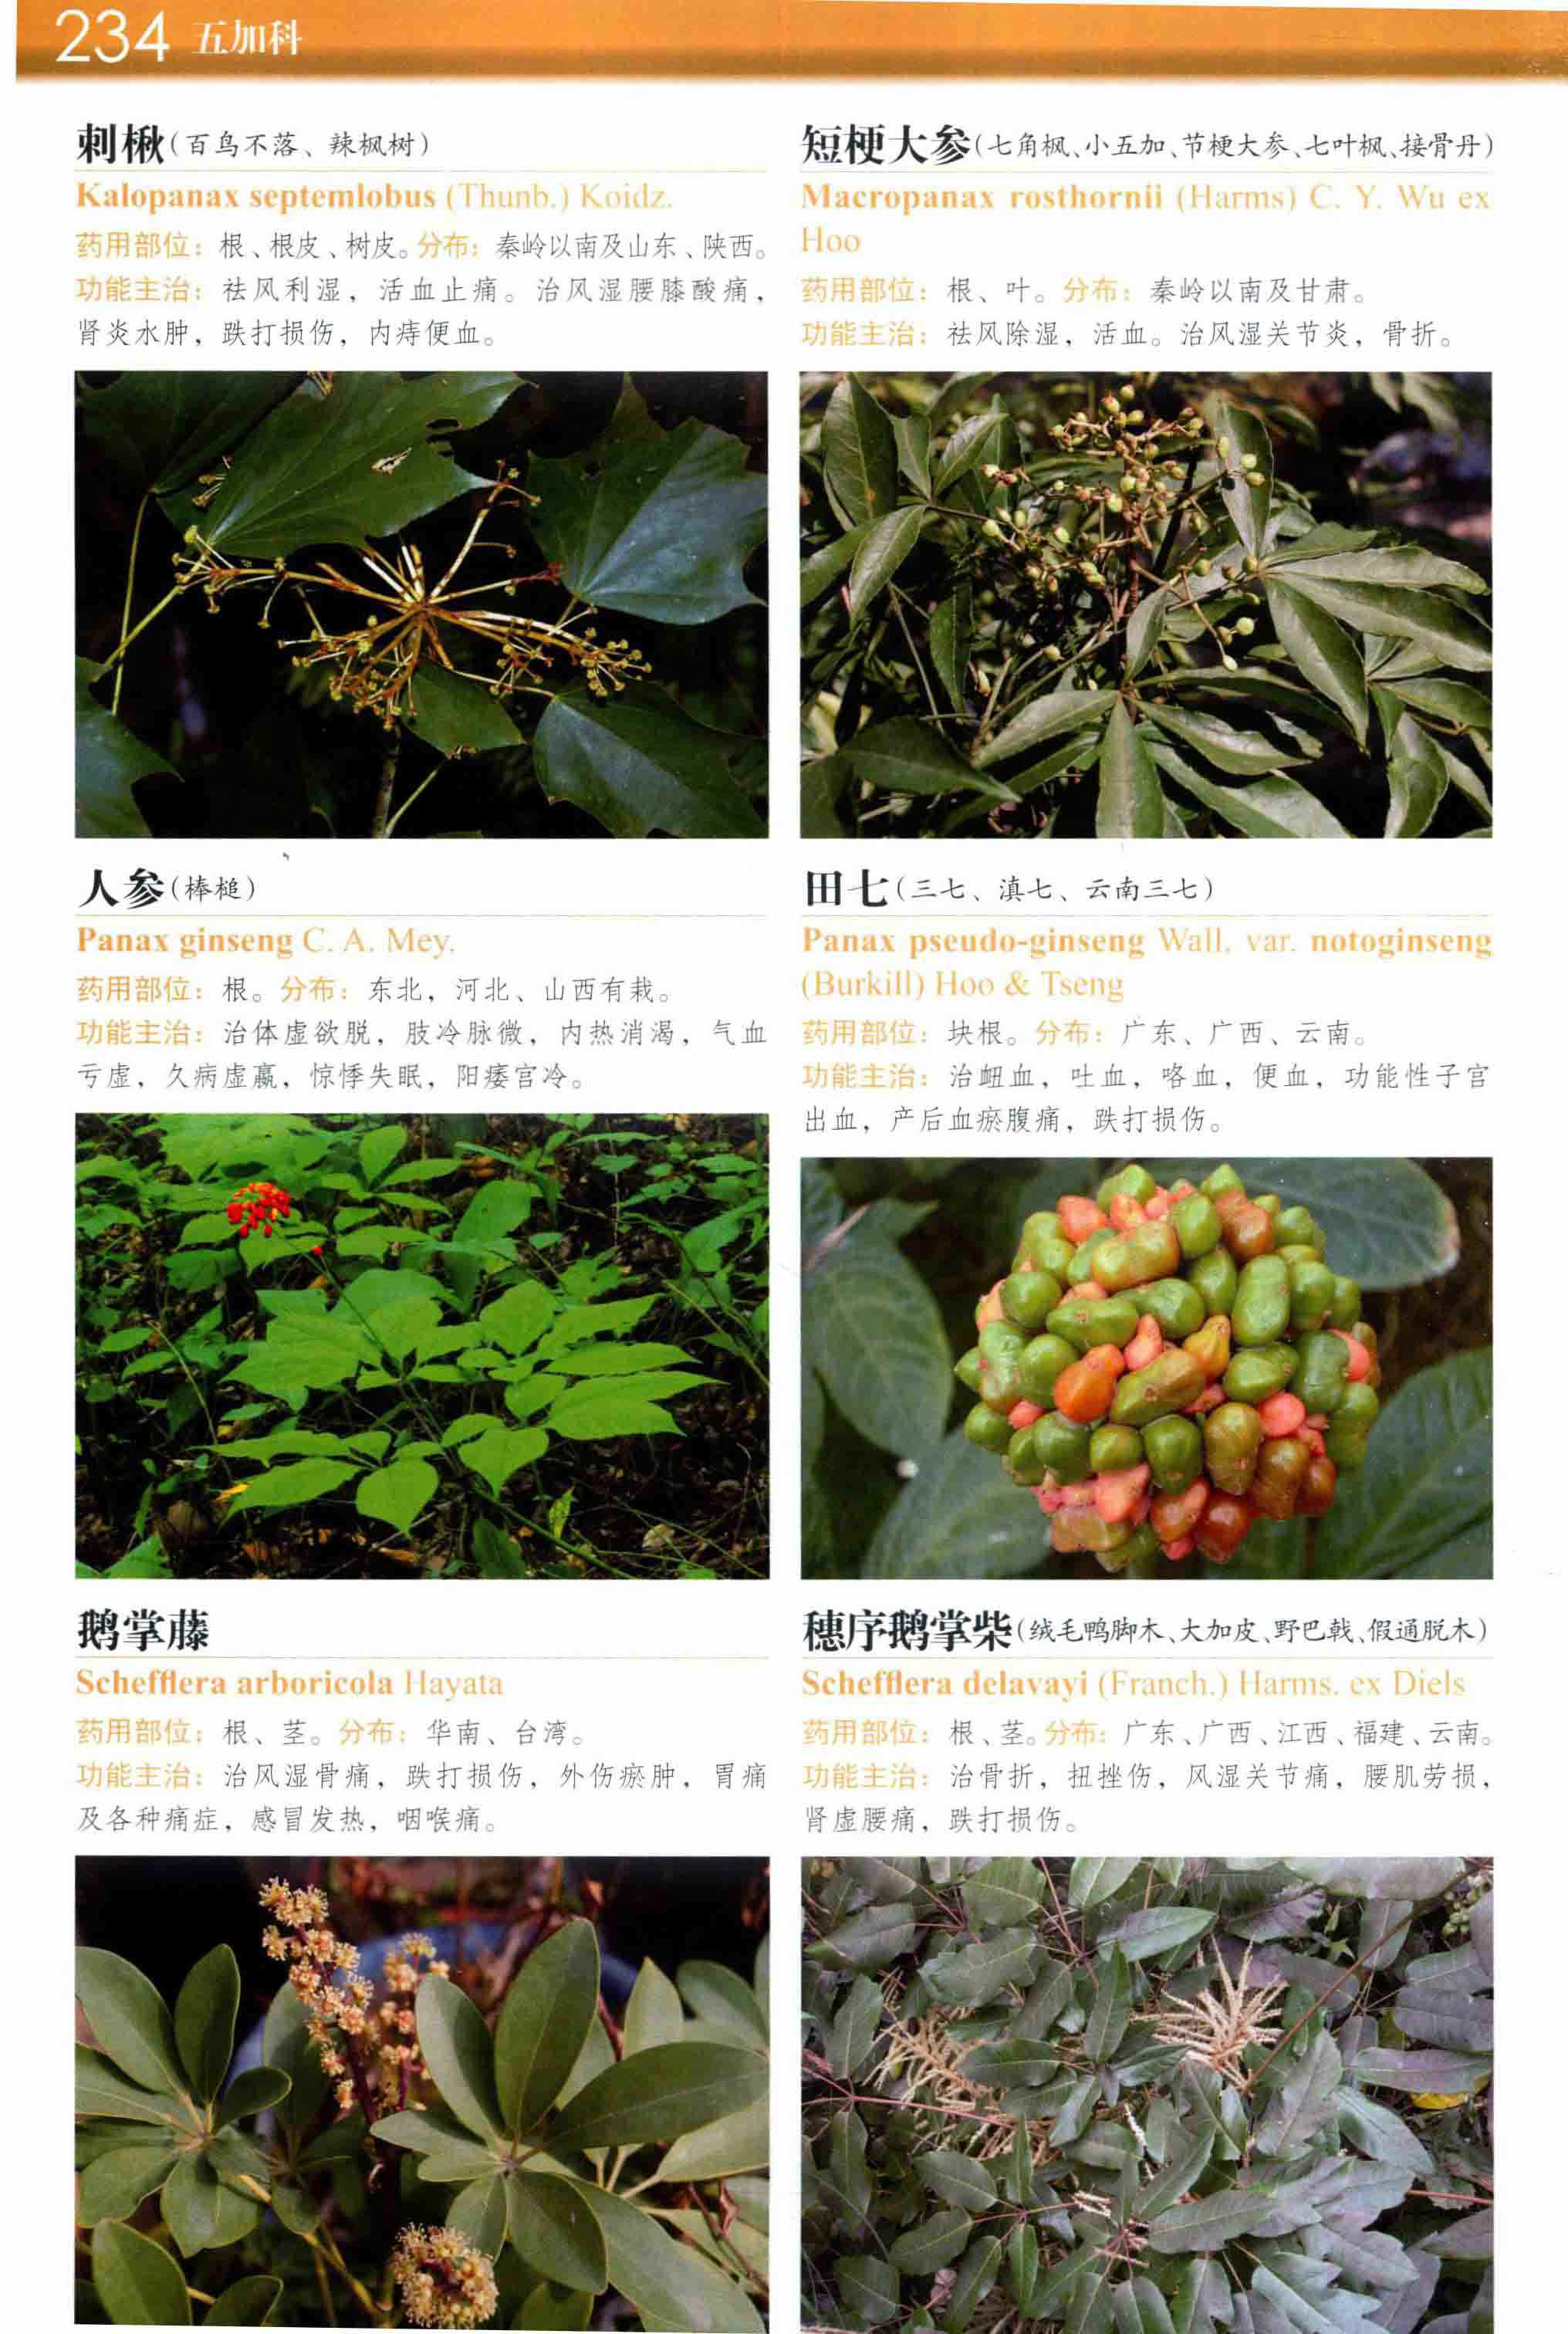 234 五加科
刺楸(百鸟不落、辣枫树)
Kalopanax septemlobus (Thunb.) Koidz.
药用部位：根、根皮、树皮。分布：秦岭以南及山东、陕西。
功能主治：祛风利湿，活血止痛。治风湿腰膝酸痛，
肾炎水肿，跌打损伤，内痔便血。
短梗大参(七角枫、小五加、节梗大参、七叶枫、接骨丹)
Macropanax rosthornii (Harms) C. Y. Wu ex
Hoo
药用部位：根、叶。分布：秦岭以南及甘肃。
功能主治：祛风除湿，活血。治风湿关节炎，骨折。
人参(棒槌)
Panax ginseng C. A. Mey.
药用部位：根。分布：东北，河北、山西有栽。
功能主治：治体虚欲脱，肢冷脉微，内热消渴，气血
亏虚，久病虚羸，惊悸失眠，阳痿宫冷。
田七(三七、滇七、云南三七)
Panax pseudo-ginseng Wall. var. notoginseng
(Burkill) Hoo & Tseng
药用部位：块根。分布：广东、广西、云南。
功能主治：治衄血，吐血，咯血，便血，功能性子宫
出血，产后血瘀腹痛，跌打损伤。
鹅掌藤
Schefflera arboricola Hayata
药用部位：根、茎。分布：华南、台湾。
功能主治：治风湿骨痛，跌打损伤，外伤瘀肿，胃痛
及各种痛症，感冒发热，咽喉痛。
穗序鹅掌柴(绒毛鸭脚木、大加皮、野巴戟、假通脱木)
Schefflera delavayi (Franch.) Harms. ex Diels
药用部位：根、茎。分布：广东、广西、江西、福建、云南。
功能主治：治骨折，扭挫伤，风湿关节痛，腰肌劳损，
肾虚腰痛，跌打损伤。